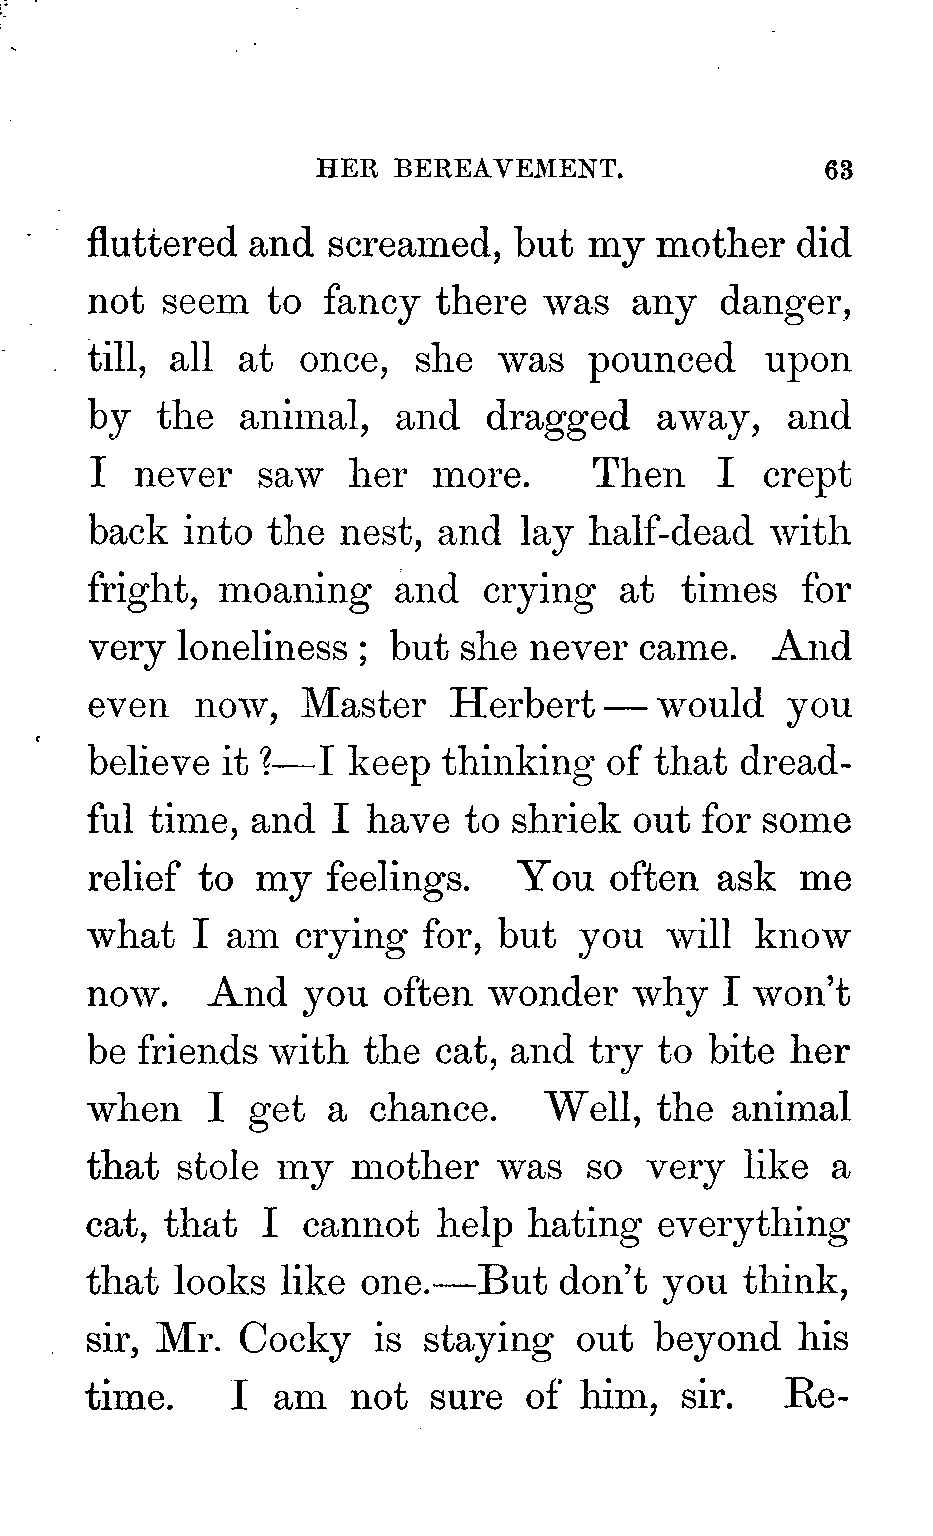 HER BEREAVEMENT. 63
fluttered and screamed, but my mother did
not seem to fancy there was any danger,
till, all at once, she was pounced upon
by the animal, and dragged away, and
I never saw her more. Then I crept
back into the nest, and lay half-dead with
fright, moaning and crying at times for
very loneliness ; but she never came. And
even now, Master Herbert — would you
believe it ?—I keep thinking of that dread-
ful time, and I have to shriek out for some
relief to my feelings. You often ask me
what I am crying for, but you will know
now. And you often wonder why I won't
be friends with the cat, and try to bite her
when I get a chance. Well, the animal
that stole my mother was so very like a
cat, that I cannot help hating everything
that looks like one.—But don't you think,
sir, Mr. Cocky is staying out beyond his
time. I am not sure of him, sir. Re-